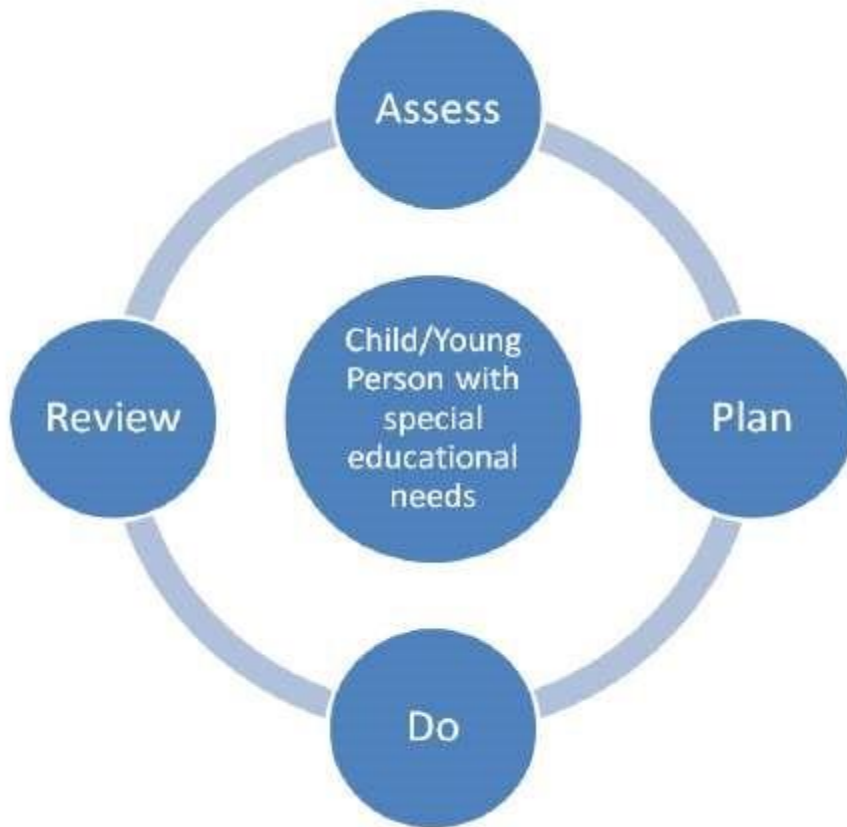 Assess
Child/Young
Person with
special
educational
needs
Review
Plan
Do